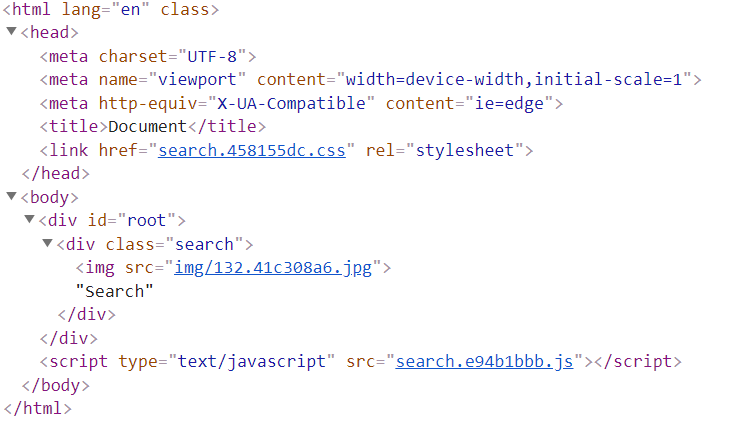 <html lang="en" class>
<head>
<meta charset="UTF-8">
<meta name="viewport" content="width=device-width,initial-scale=1">
<meta http-equiv="X-UA-Compatible" content="ie=edge">
<title>Document</title>
<link href="search.458155dc.css" rel="stylesheet">
</head>
<body>
<div id="root">
<div class="search">
<img src="img/132.41c308a6.jpg">
"Search"
</div>
</div>
<script type="text/javascript" src="search.e94b1bbb.js"></script>
</body>
</html>